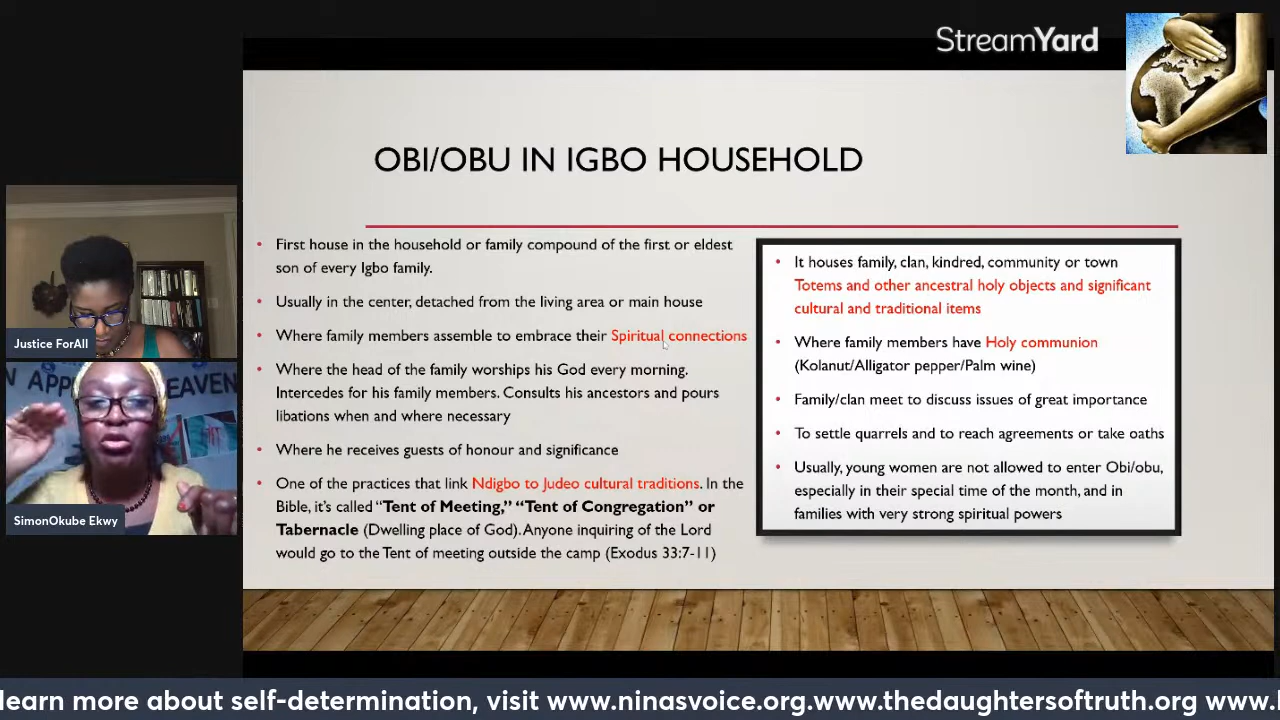 StreamYard
OBI/OBU IN IGBO HOUSEHOLD
• First house in the household or family compound of the first or eldest
son of every Igbo family.
• Usually in the center, detached from the living area or main house
• Where family members assemble to embrace their Spiritual connections
• Where the head of the family worships his God every morning.
Intercedes for his family members. Consults his ancestors and pours
libations when and where necessary
• Where he receives guests of honour and significance
• One of the practices that link Ndigbo to Judeo cultural traditions. In the
Bible, it's called “Tent of Meeting,” “Tent of Congregation” or
Tabernacle (Dwelling place of God). Anyone inquiring of the Lord
would go to the Tent of meeting outside the camp (Exodus 33:7-11)
• It houses family, clan, kindred, community or town
Totems and other ancestral holy objects and significant
cultural and traditional items
• Where family members have Holy communion
(Kolanut/Alligator pepper/Palm wine)
• Family/clan meet to discuss issues of great importance
• To settle quarrels and to reach agreements or take oaths
• Usually, young women are not allowed to enter Obi/obu,
especially in their special time of the month, and in
families with very strong spiritual powers
Justice ForAll
SimonOkube Ekwy
learn more about self-determination, visit www.ninasvoice.org.www.thedaughtersoftruth.org www.